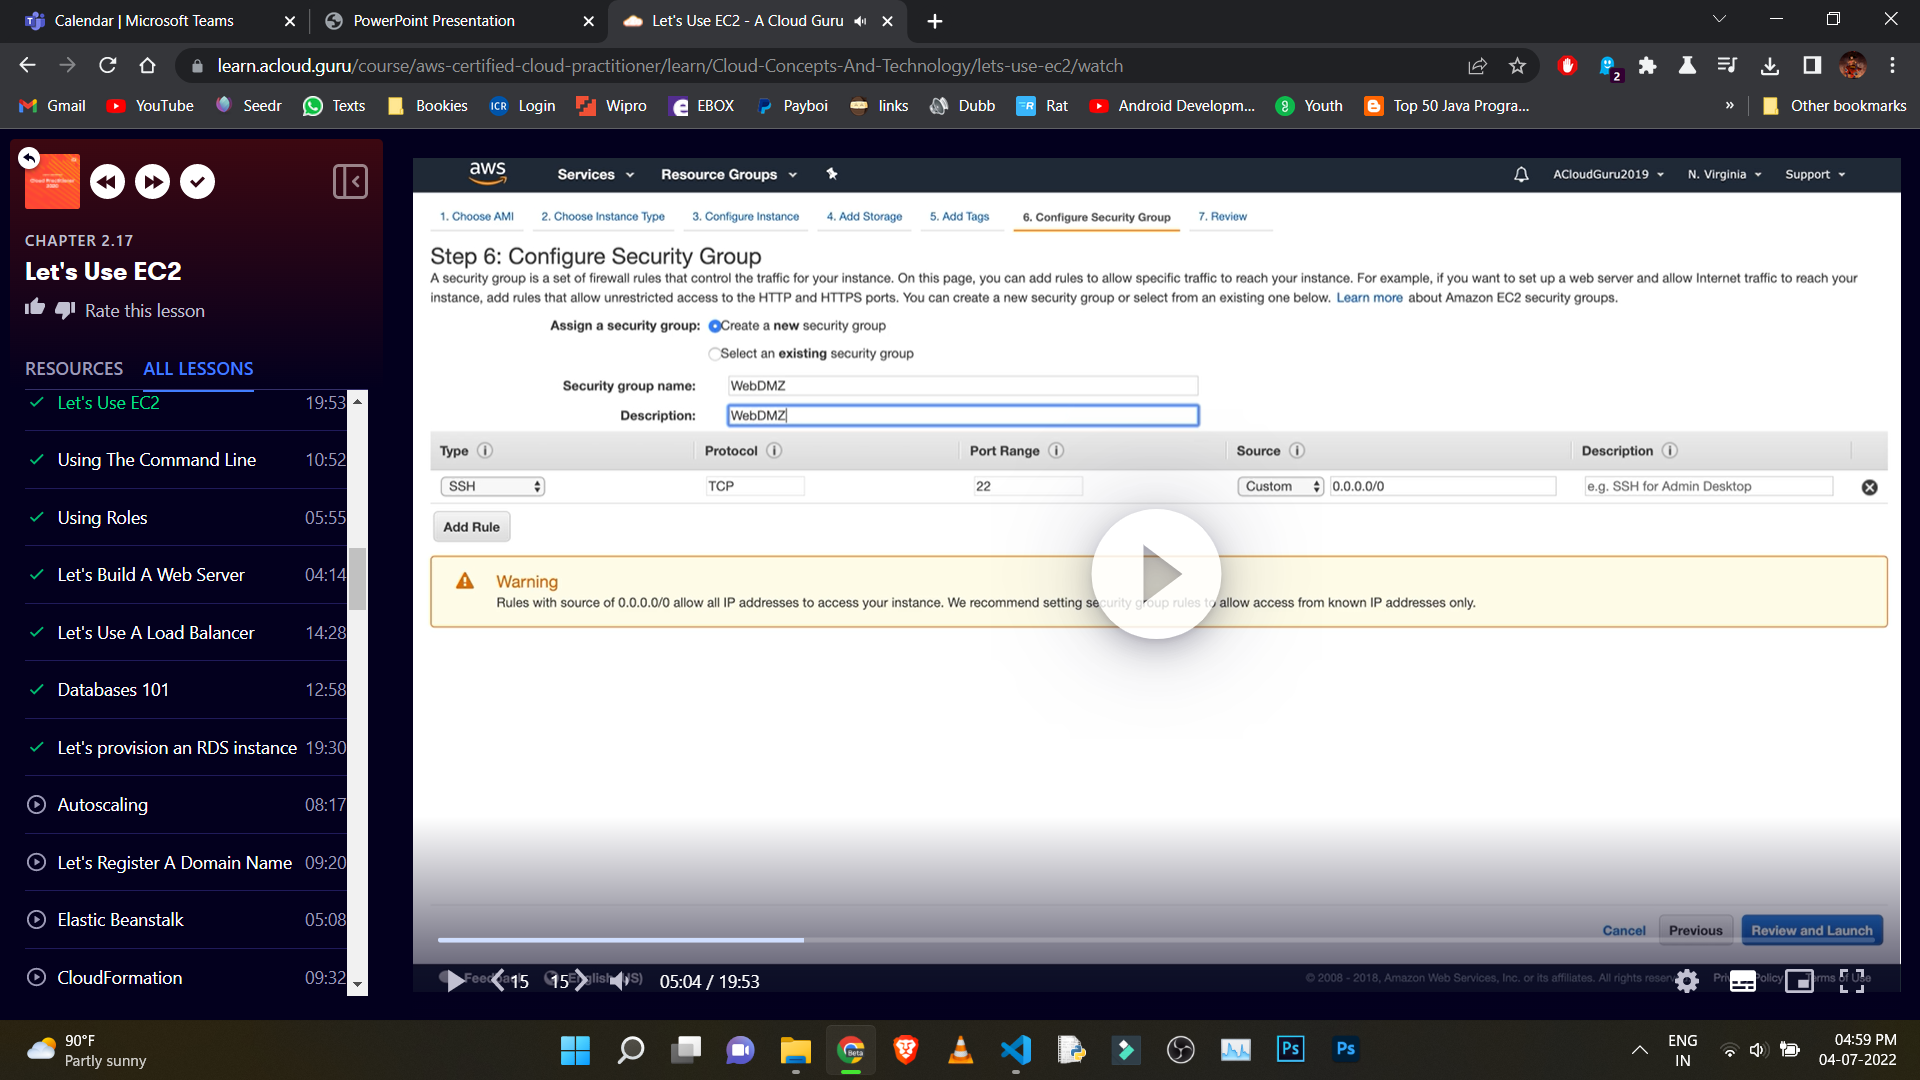 Calendar | Microsoft Teams
PowerPoint Presentation
Let's Use EC2 - A Cloud Guru
learn.acloud.guru/course/aws-certified-cloud-practitioner/learn/Cloud-Concepts-And-Technology/lets-use-ec2/watch
2
Gmail YouTube Seedr Texts Bookies ICR Login Wipro EBOX Payboi links Dubb Rat Android Developm... Youth Top 50 Java Progra... » Other bookmarks
CHAPTER 2.17
Let's Use EC2
Rate this lesson
RESOURCES ALL LESSONS
Let's Use EC2 19:53
Using The Command Line 10:52
Using Roles 05:55
Let's Build A Web Server 04:14
Let's Use A Load Balancer 14:28
Databases 101 12:58
Let's provision an RDS instance 19:30
Autoscaling 08:17
Let's Register A Domain Name 09:20
Elastic Beanstalk 05:08
CloudFormation 09:32
aws Services Resource Groups ACloudGuru2019 N. Virginia Support
1. Choose AMI 2. Choose Instance Type 3. Configure Instance 4. Add Storage 5. Add Tags 6. Configure Security Group 7. Review
Step 6: Configure Security Group
A security group is a set of firewall rules that control the traffic for your instance. On this page, you can add rules to allow specific traffic to reach your instance. For example, if you want to set up a web server and allow Internet traffic to reach your
instance, add rules that allow unrestricted access to the HTTP and HTTPS ports. You can create a new security group or select from an existing one below. Learn more about Amazon EC2 security groups.
Assign a security group: Create a new security group
Select an existing security group
Security group name: WebDMZ
Description: WebDMZ
Type Protocol Port Range Source Description
SSH TCP 22 Custom 0.0.0.0/0 e.g. SSH for Admin Desktop
Add Rule
Warning
Rules with source of 0.0.0.0/0 allow all IP addresses to access your instance. We recommend setting security group rules to allow access from known IP addresses only.
Cancel Previous Review and Launch
Feedback English (US) © 2008 - 2018, Amazon Web Services, Inc. or its affiliates. All rights Policy Terms of Use
15 15 05:04 / 19:53
90°F
Partly sunny
Beta
Ps
Ps
ENG
IN
04:59 PM
04-07-2022